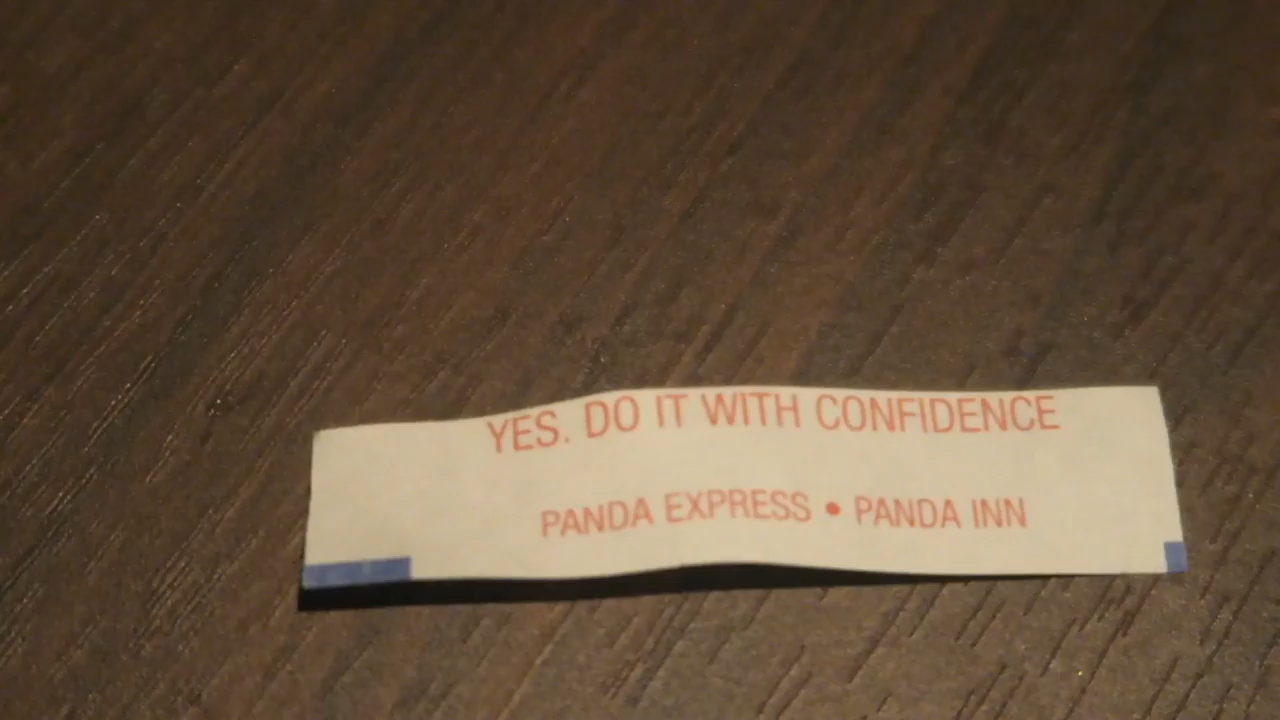 YES. DO IT WITH CONFIDENCE
PANDA EXPRESS • PANDA INN